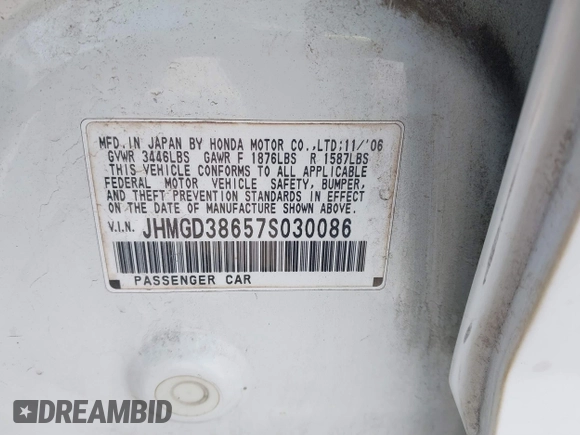 MFD.IN JAPAN BY HONDA MOTOR CO.,LTD:11/'06
GVWR 3446LBS GAWR F 1876LBS R 1587LBS
THIS VEHICLE CONFORMS TO ALL APPLICABLE
FEDERAL MOTOR VEHICLE SAFETY, BUMPER,
AND THEFT PREVENTION STANDARDS IN EFFECT
ON THE DATE OF MANUFACTURE SHOWN ABOVE.
V.I.N. JHMGD38657S030086
PASSENGER CAR
DREAMBID